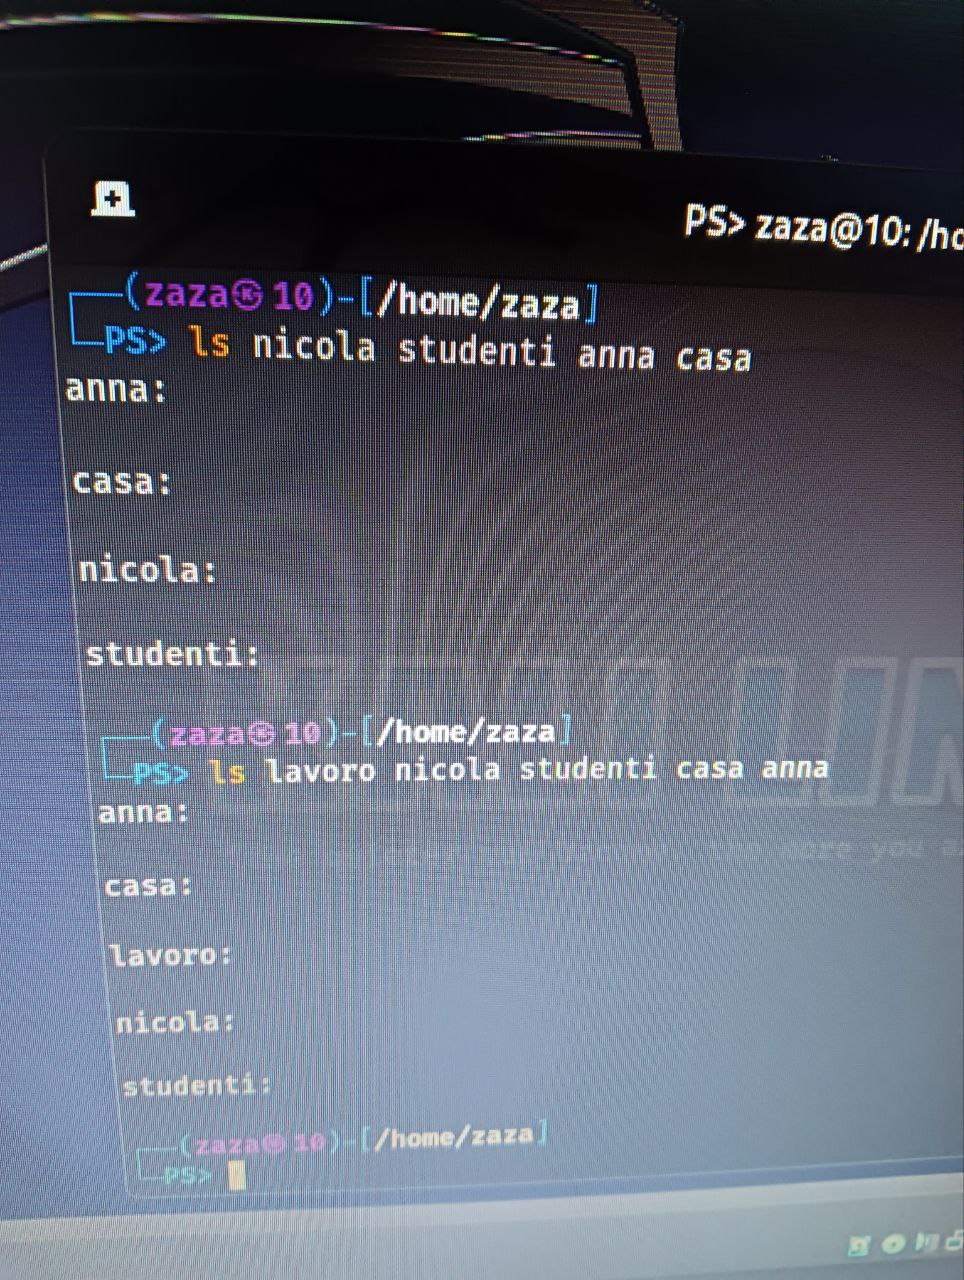 PS> zaza@10: /ho
(zaza㉿10)-[/home/zaza]
PS> ls nicola studenti anna casa
anna:
casa:
nicola:
studenti:
(zaza㉿10)-[/home/zaza]
PS> ls lavoro nicola studenti casa anna
anna:
more you a
casa:
lavoro:
nicola:
studenti:
(zaza㉿10)-[/home/zaza]
PS>